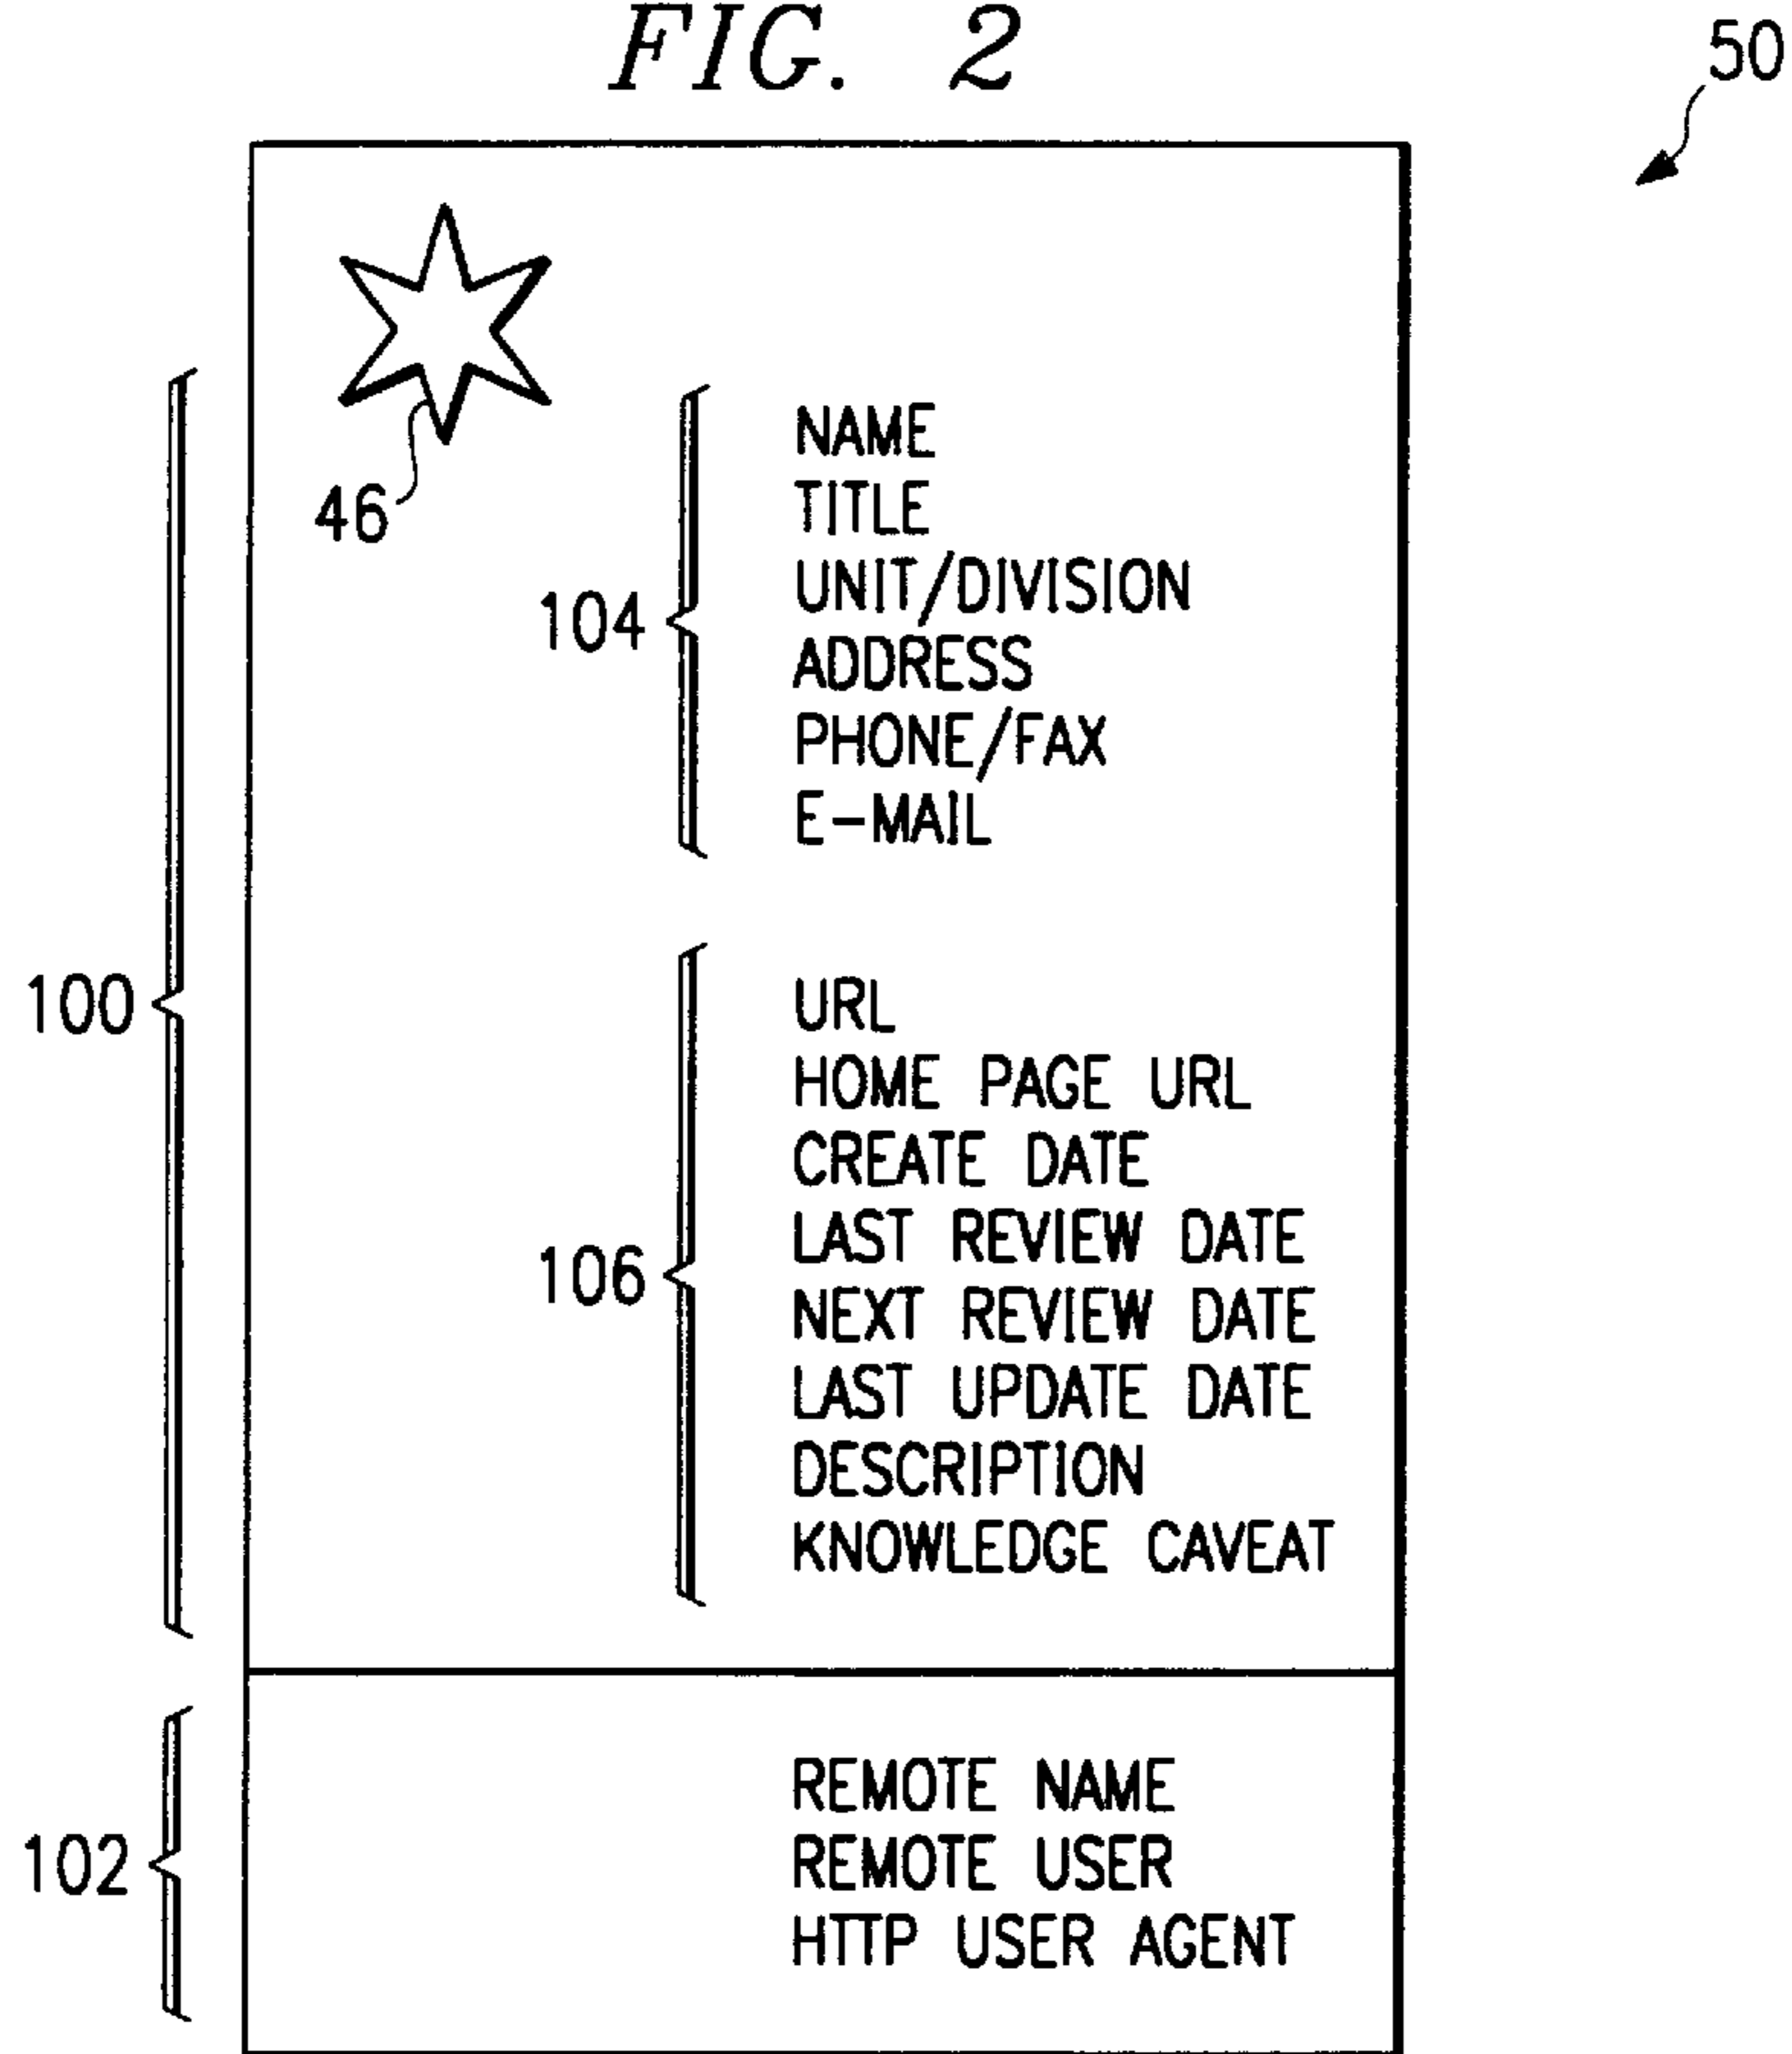 FIG. 2
50
46
104
NAME
TITLE
UNIT/DIVISION
ADDRESS
PHONE/FAX
E-MAIL
100
106
URL
HOME PAGE URL
CREATE DATE
LAST REVIEW DATE
NEXT REVIEW DATE
LAST UPDATE DATE
DESCRIPTION
KNOWLEDGE CAVEAT
102
REMOTE NAME
REMOTE USER
HTTP USER AGENT